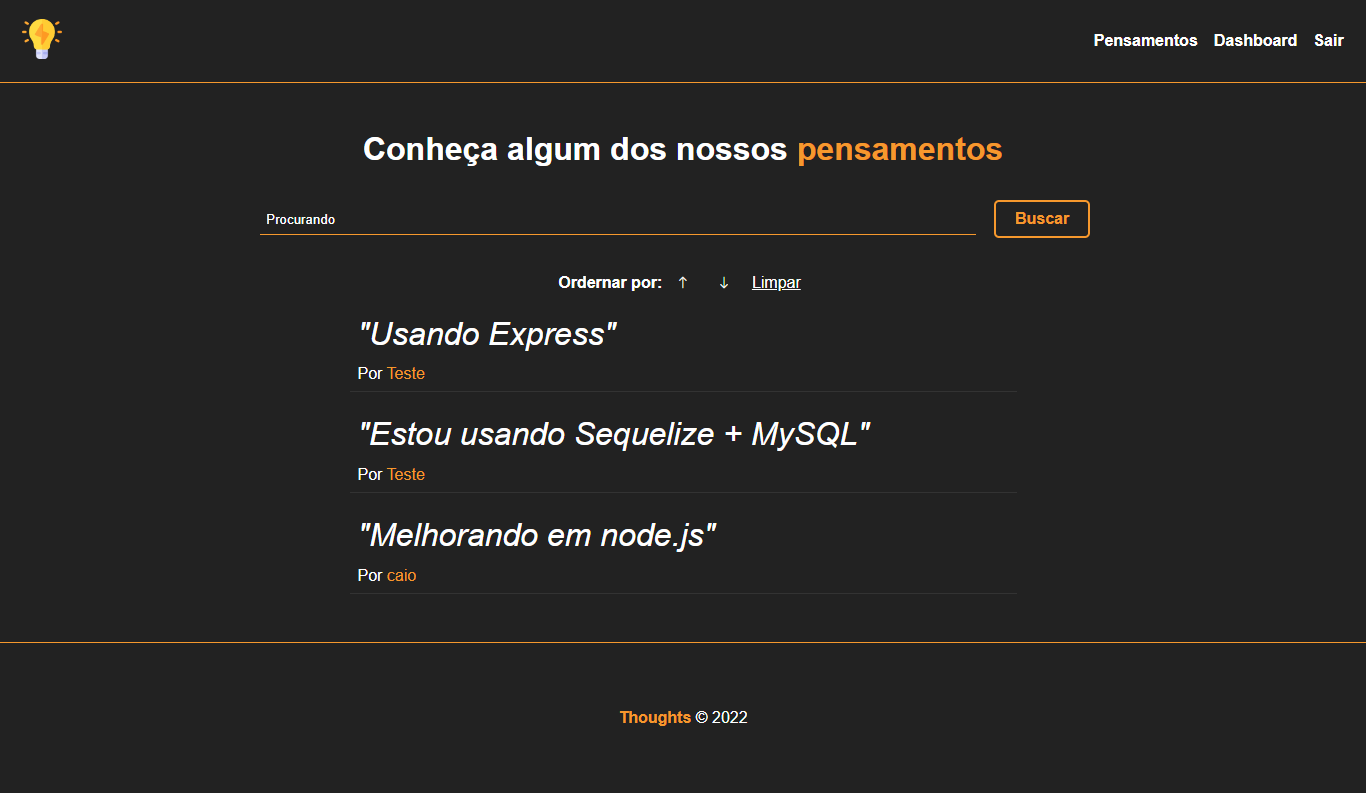 Pensamentos Dashboard Sair
Conheça algum dos nossos pensamentos
Procurando Buscar
Ordernar por: ↑ ↓ Limpar
"Usando Express"
Por Teste
"Estou usando Sequelize + MySQL"
Por Teste
"Melhorando em node.js"
Por caio
Thoughts © 2022